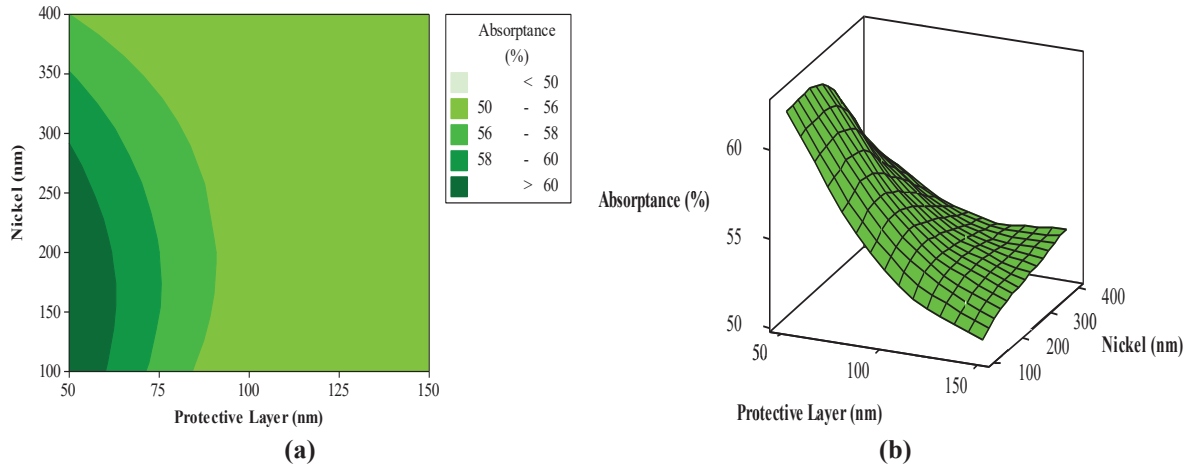 400
350
300
250
200
150
100
Nickel (nm)
50
75
100
125
150
Protective Layer (nm)
Absorptance
(%)
< 50
50 - 56
56 - 58
58 - 60
> 60
(a)
60
55
50
Absorptance (%)
50
100
150
Protective Layer (nm)
400
300
200
100
Nickel (nm)
(b)